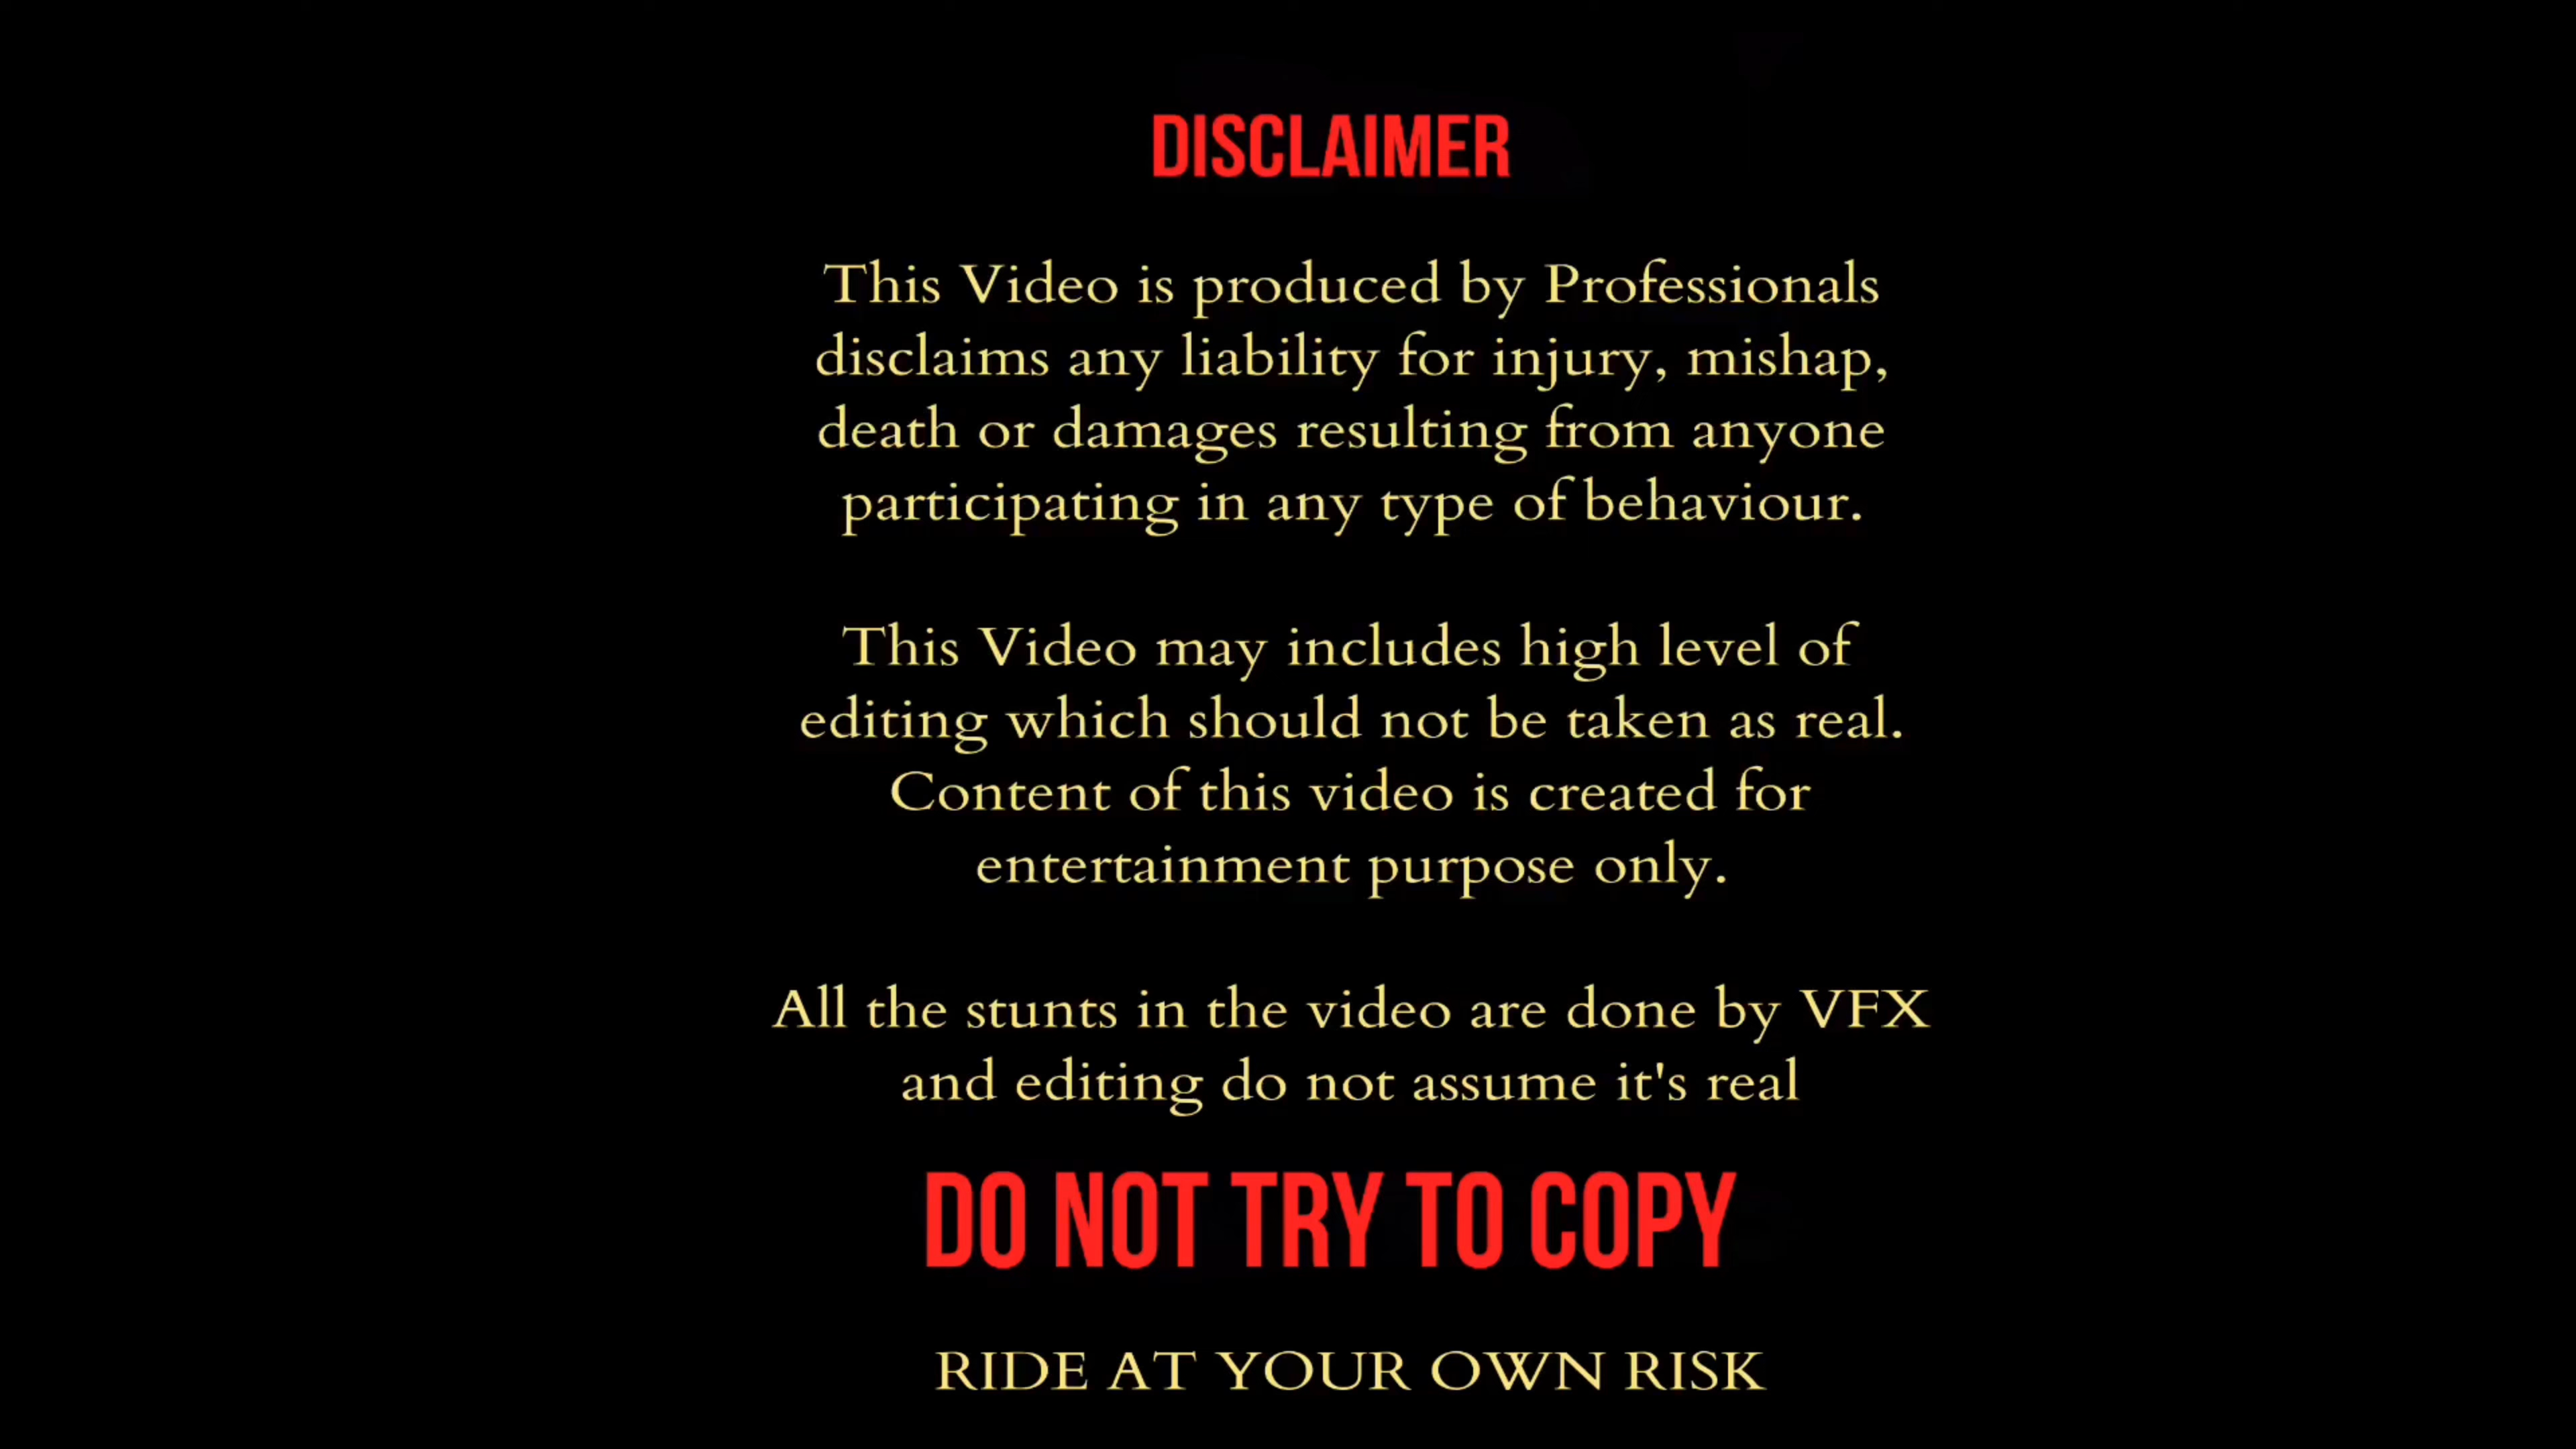 DISCLAIMER
This Video is produced by Professionals
disclaims any liability for injury, mishap,
death or damages resulting from anyone
participating in any type of behaviour.
This Video may includes high level of
editing which should not be taken as real.
Content of this video is created for
entertainment purpose only.
All the stunts in the video are done by VFX
and editing do not assume it's real
DO NOT TRY TO COPY
RIDE AT YOUR OWN RISK